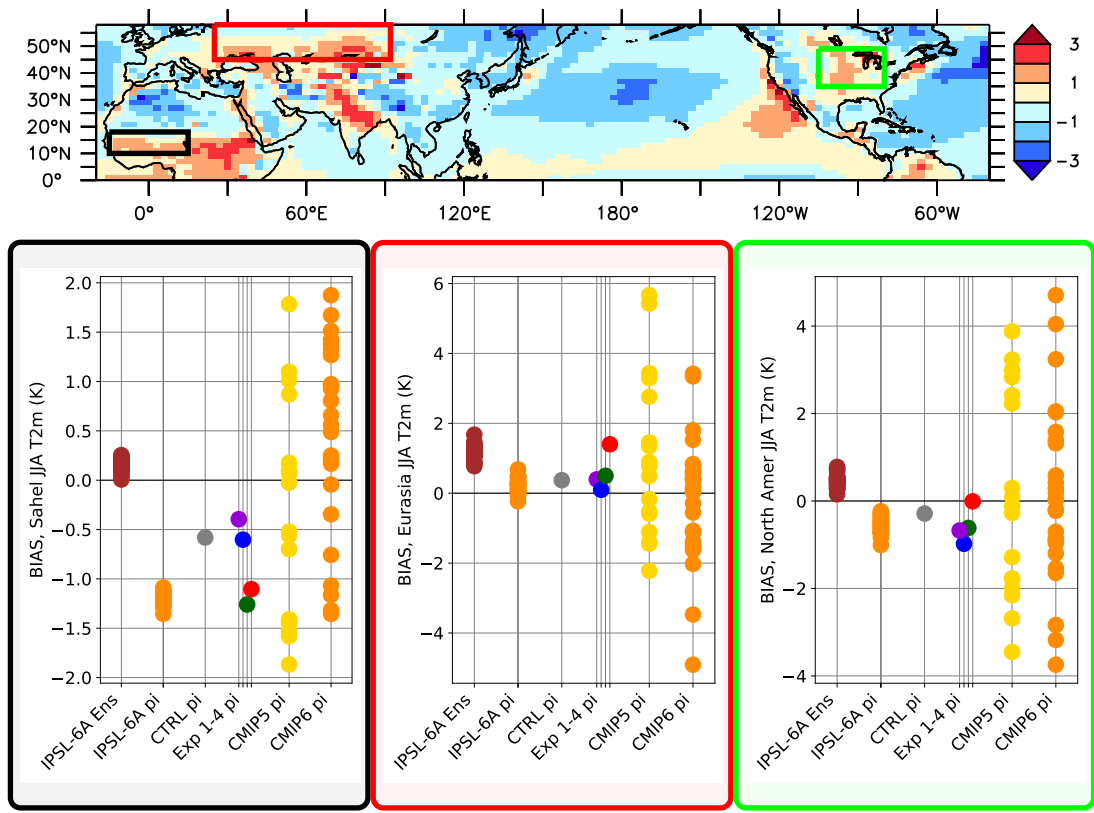 50°N
40°N
30°N
20°N
10°N
0°
0°
60°E
120°E
180°
120°W
60°W
3
1
−1
−3
BIAS, Sahel JJA T2m (K)
2.0
1.5
1.0
0.5
0.0
−0.5
−1.0
−1.5
−2.0
IPSL-6A Ens
IPSL-6A pi
CTRL pi
Exp 1-4 pi
CMIP5 pi
CMIP6 pi
BIAS, Eurasia JJA T2m (K)
6
4
2
0
−2
−4
IPSL-6A Ens
IPSL-6A pi
CTRL pi
Exp 1-4 pi
CMIP5 pi
CMIP6 pi
BIAS, North Amer JJA T2m (K)
4
2
0
−2
−4
IPSL-6A Ens
IPSL-6A pi
CTRL pi
Exp 1-4 pi
CMIP5 pi
CMIP6 pi